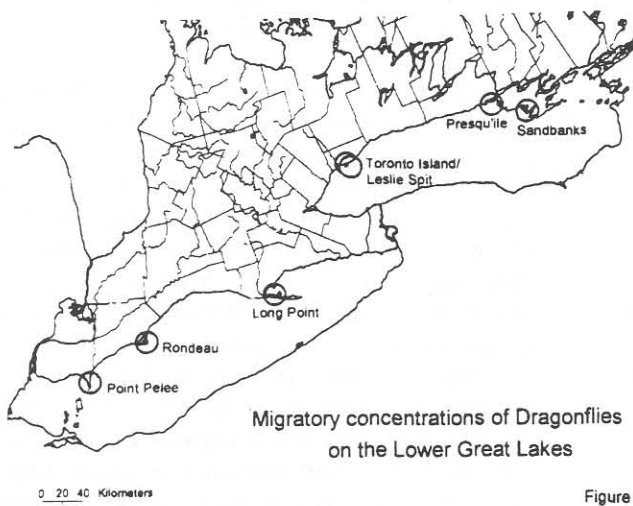 Presqu'ile
Sandbanks
Toronto Island/
Leslie Spit
Long Point
Rondeau
Point Pelee
Migratory concentrations of Dragonflies
on the Lower Great Lakes
0 20 40 Kilometers
Figure